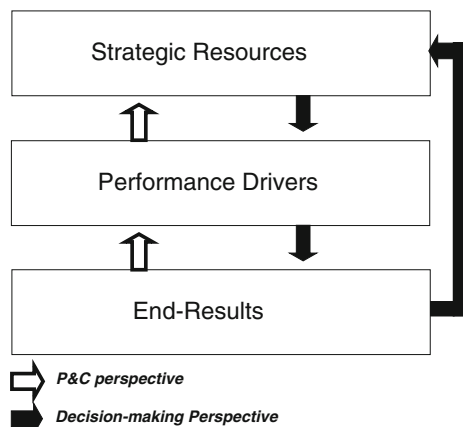 Strategic Resources
Performance Drivers
End-Results
P&C perspective
Decision-making Perspective